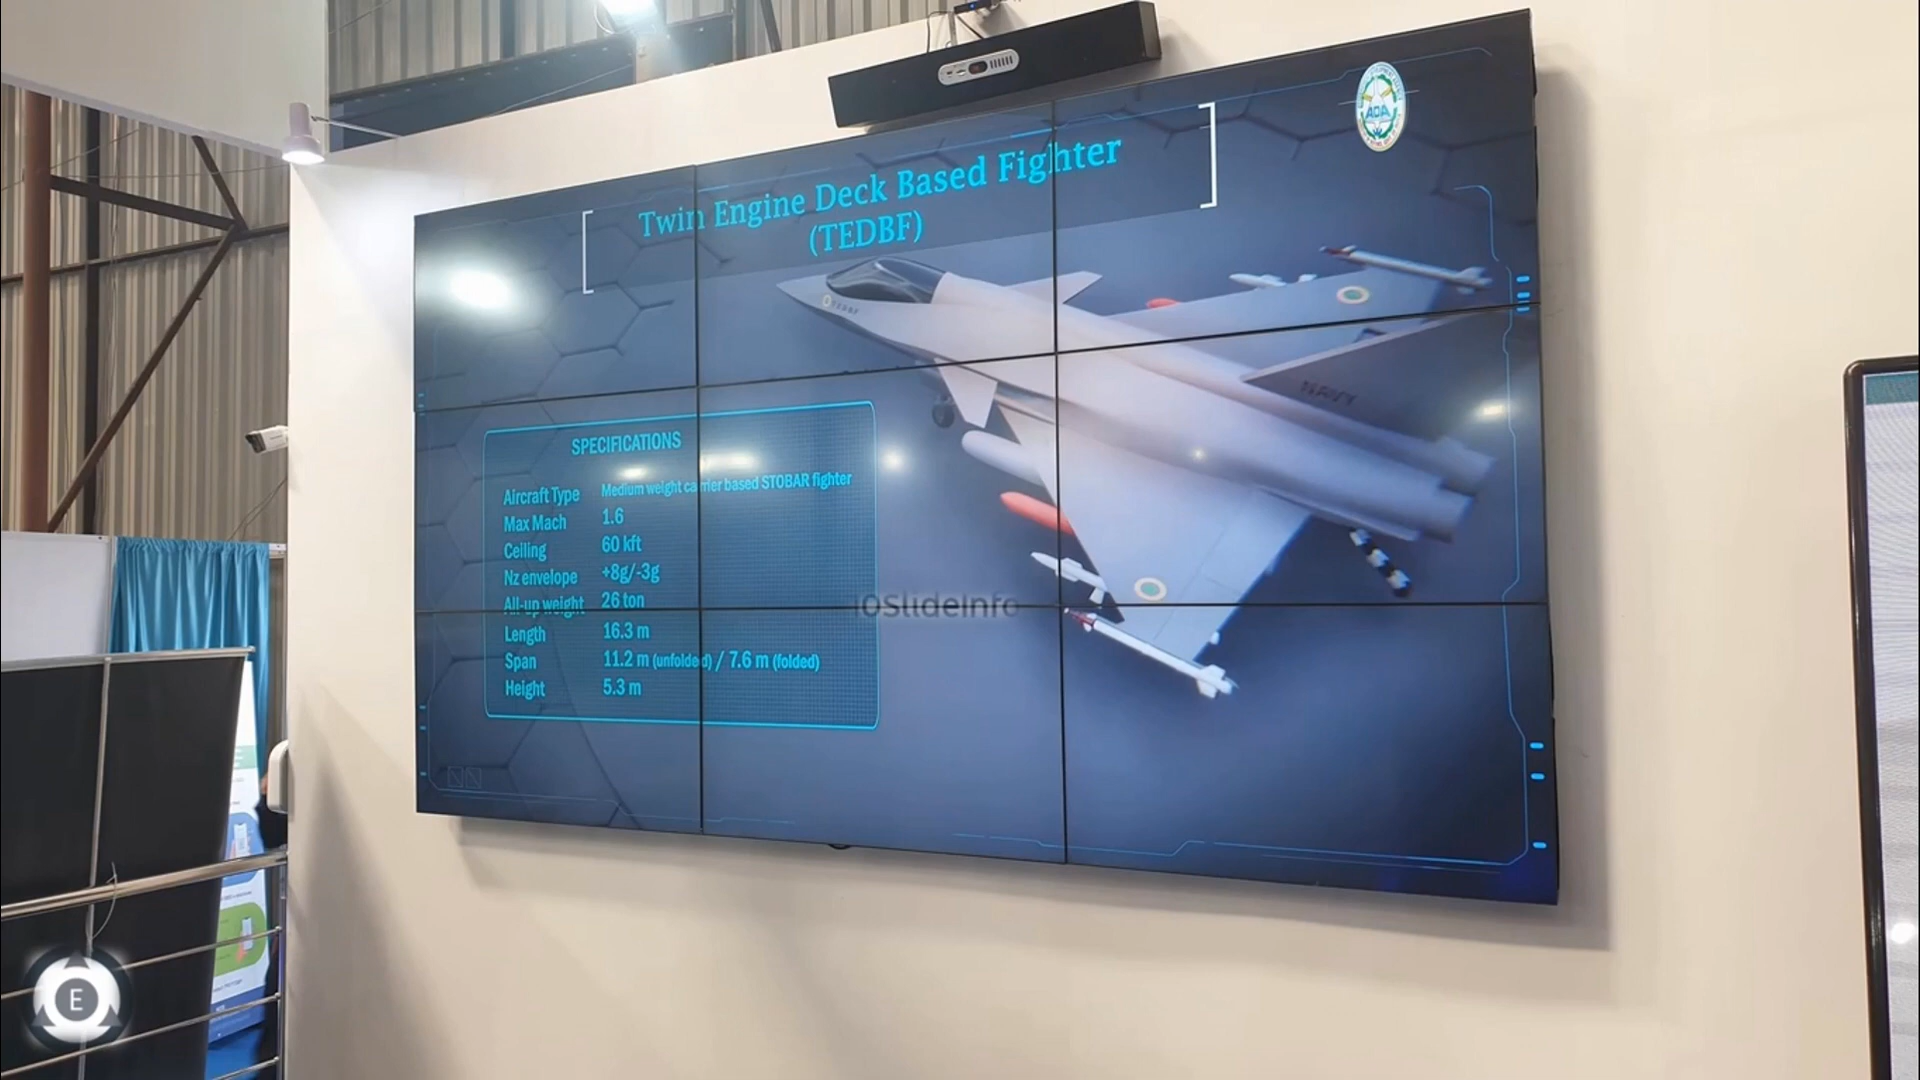 ADA
Twin Engine Deck Based Fighter
(TEDBF)
TEDBF
NAVY
SPECIFICATIONS
Aircraft Type Medium weight carrier based STOBAR fighter
Max Mach 1.6
Ceiling 60 kft
Nz envelope +8g/-3g
All-up weight 26 ton
Length 16.3 m
Span 11.2 m (unfolded) / 7.6 m (folded)
Height 5.3 m
E